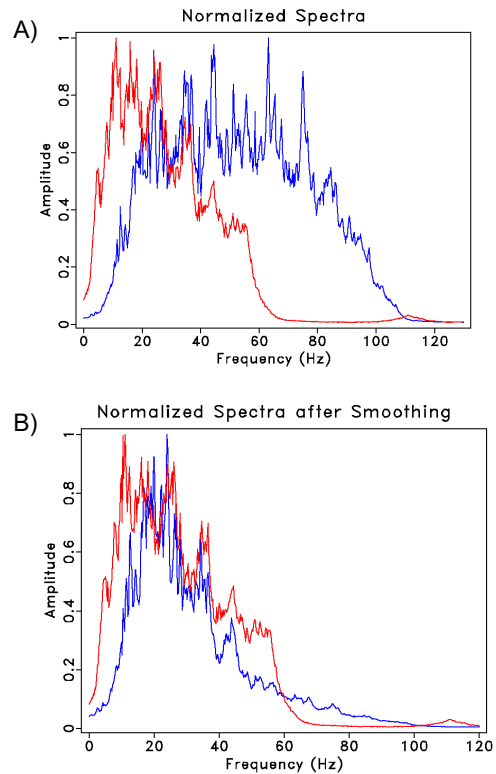 A)
Normalized Spectra
Amplitude
0 0.2 0.4 0.6 0.8 1
0 20 40 60 80 100 120
Frequency (Hz)
B)
Normalized Spectra after Smoothing
Amplitude
0 0.2 0.4 0.6 0.8 1
0 20 40 60 80 100 120
Frequency (Hz)